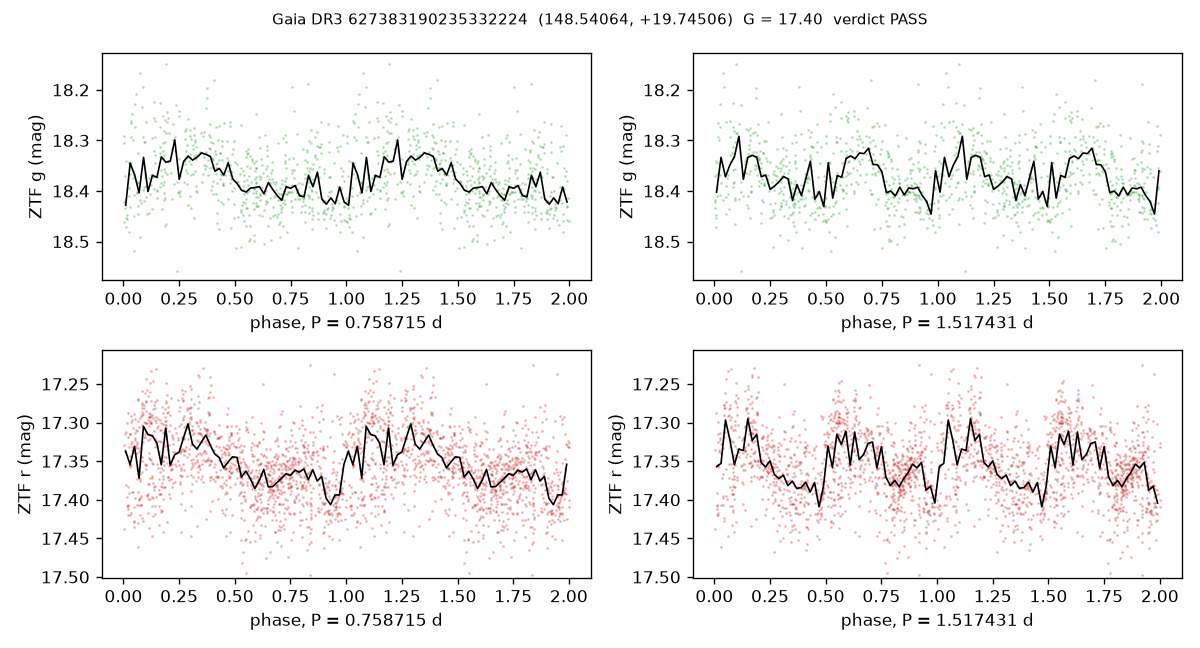 Gaia DR3 627383190235332224 (148.54064, +19.74506) G = 17.40 verdict PASS
ZTF g (mag)
18.2
18.3
18.4
18.5
0.00 0.25 0.50 0.75 1.00 1.25 1.50 1.75 2.00
phase, P = 0.758715 d
ZTF g (mag)
18.2
18.3
18.4
18.5
0.00 0.25 0.50 0.75 1.00 1.25 1.50 1.75 2.00
phase, P = 1.517431 d
ZTF r (mag)
17.25
17.30
17.35
17.40
17.45
17.50
0.00 0.25 0.50 0.75 1.00 1.25 1.50 1.75 2.00
phase, P = 0.758715 d
ZTF r (mag)
17.25
17.30
17.35
17.40
17.45
17.50
0.00 0.25 0.50 0.75 1.00 1.25 1.50 1.75 2.00
phase, P = 1.517431 d